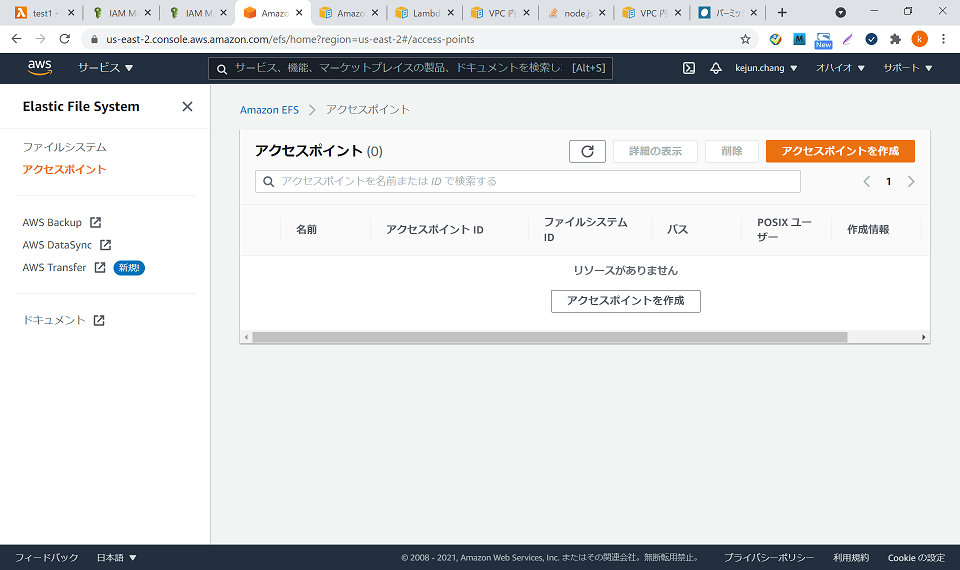 test1 -
IAM M
IAM M
Amazo
Amazo
Lambd
VPC 内
node.js
VPC 内
パーミッ
us-east-2.console.aws.amazon.com/efs/home?region=us-east-2#/access-points
New
k
aws
サービス
サービス、機能、マーケットプレイスの製品、ドキュメントを検索し
[Alt+S]
kejun.chang
オハイオ
サポート
Elastic File System
ファイルシステム
アクセスポイント
AWS Backup
AWS DataSync
AWS Transfer
新規!
ドキュメント
Amazon EFS
アクセスポイント
アクセスポイント (0)
詳細の表示
削除
アクセスポイントを作成
アクセスポイントを名前または ID で検索する
1
名前
アクセスポイント ID
ファイルシステム
ID
パス
POSIX ユー
ザー
作成情報
リソースがありません
アクセスポイントを作成
フィードバック
日本語
© 2008 - 2021, Amazon Web Services, Inc. またはその関連会社。無断転用禁止。
プライバシーポリシー
利用規約
Cookie の設定